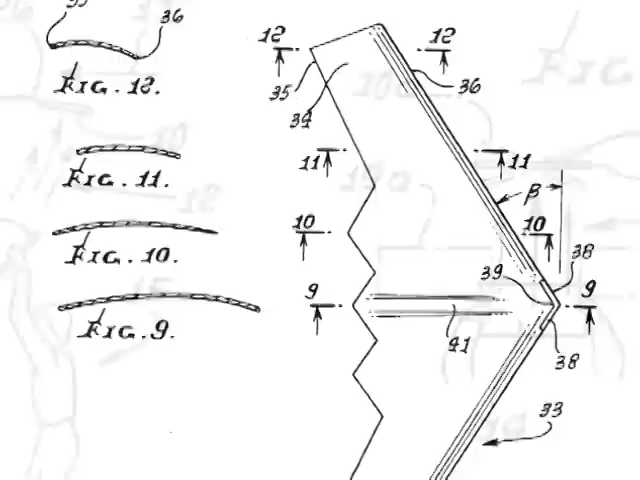 35 36
FIG. 12.
FIG. 11.
FIG. 10.
FIG. 9.
12 12
35 34 36
11 11
β
10 10
39 38
9 9
41 38
33